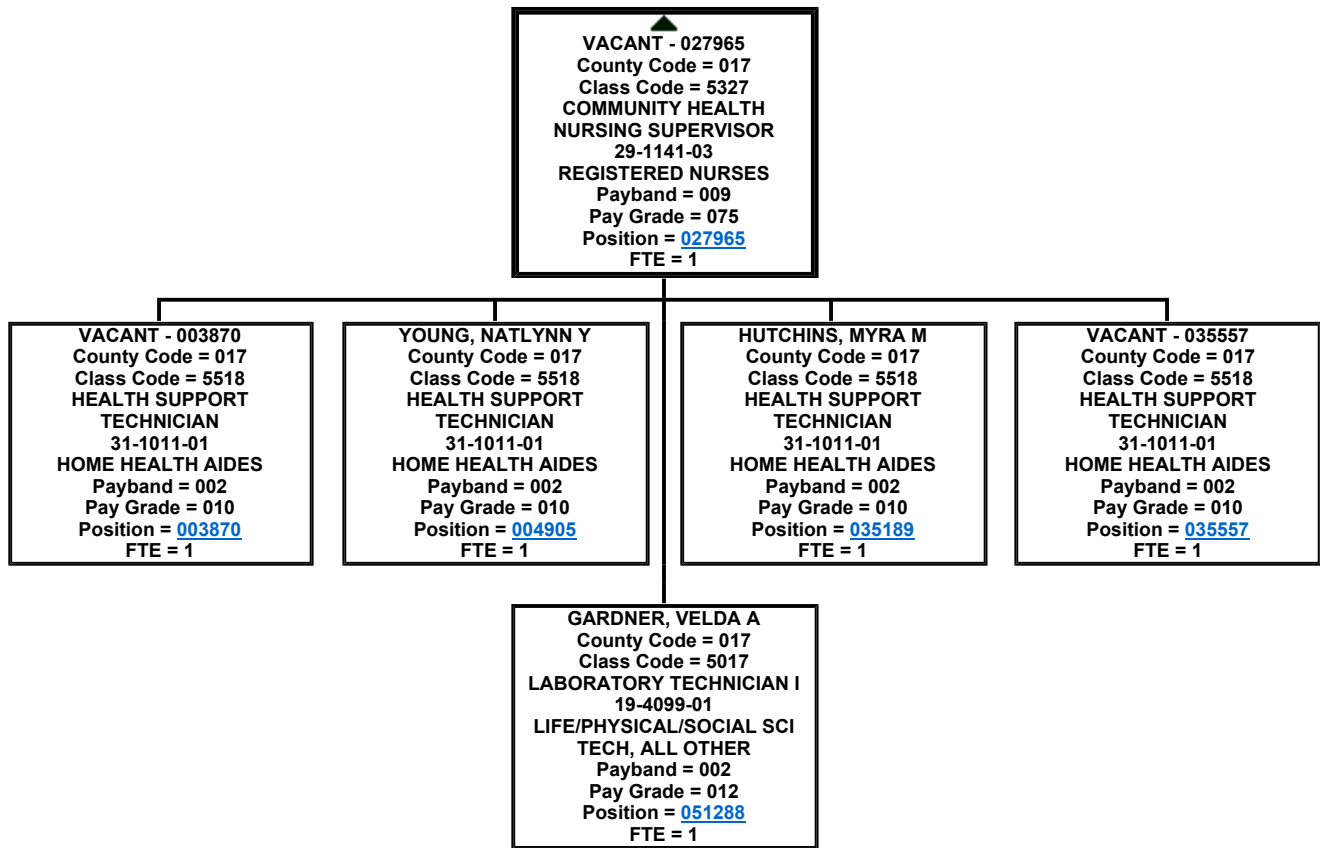 VACANT - 027965
County Code = 017
Class Code = 5327
COMMUNITY HEALTH
NURSING SUPERVISOR
29-1141-03
REGISTERED NURSES
Payband = 009
Pay Grade = 075
Position = 027965
FTE = 1
VACANT - 003870
County Code = 017
Class Code = 5518
HEALTH SUPPORT
TECHNICIAN
31-1011-01
HOME HEALTH AIDES
Payband = 002
Pay Grade = 010
Position = 003870
FTE = 1
YOUNG, NATLYNN Y
County Code = 017
Class Code = 5518
HEALTH SUPPORT
TECHNICIAN
31-1011-01
HOME HEALTH AIDES
Payband = 002
Pay Grade = 010
Position = 004905
FTE = 1
HUTCHINS, MYRA M
County Code = 017
Class Code = 5518
HEALTH SUPPORT
TECHNICIAN
31-1011-01
HOME HEALTH AIDES
Payband = 002
Pay Grade = 010
Position = 035189
FTE = 1
VACANT - 035557
County Code = 017
Class Code = 5518
HEALTH SUPPORT
TECHNICIAN
31-1011-01
HOME HEALTH AIDES
Payband = 002
Pay Grade = 010
Position = 035557
FTE = 1
GARDNER, VELDA A
County Code = 017
Class Code = 5017
LABORATORY TECHNICIAN I
19-4099-01
LIFE/PHYSICAL/SOCIAL SCI
TECH, ALL OTHER
Payband = 002
Pay Grade = 012
Position = 051288
FTE = 1